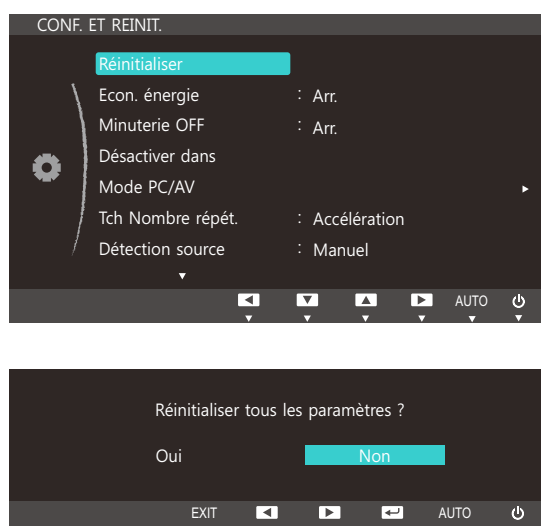 CONF. ET REINIT.
Réinitialiser
Econ. énergie : Arr.
Minuterie OFF : Arr.
Désactiver dans
Mode PC/AV
Tch Nombre répét. : Accélération
Détection source : Manuel
AUTO
Réinitialiser tous les paramètres ?
Oui Non
EXIT AUTO